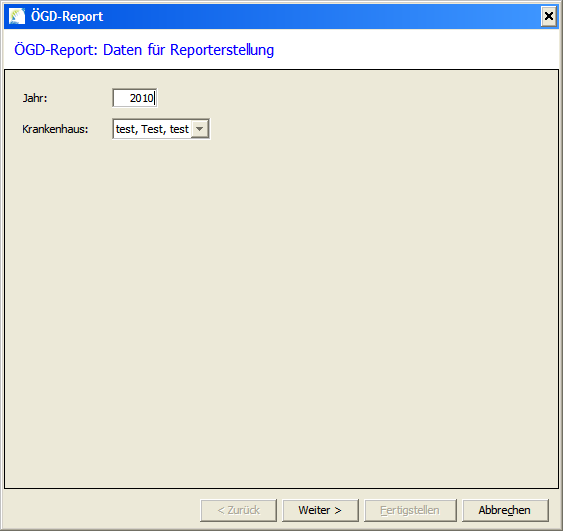 ÖGD-Report
ÖGD-Report: Daten für Reporterstellung
Jahr: 2010
Krankenhaus: test, Test, test
< Zurück Weiter > Fertigstellen Abbrechen